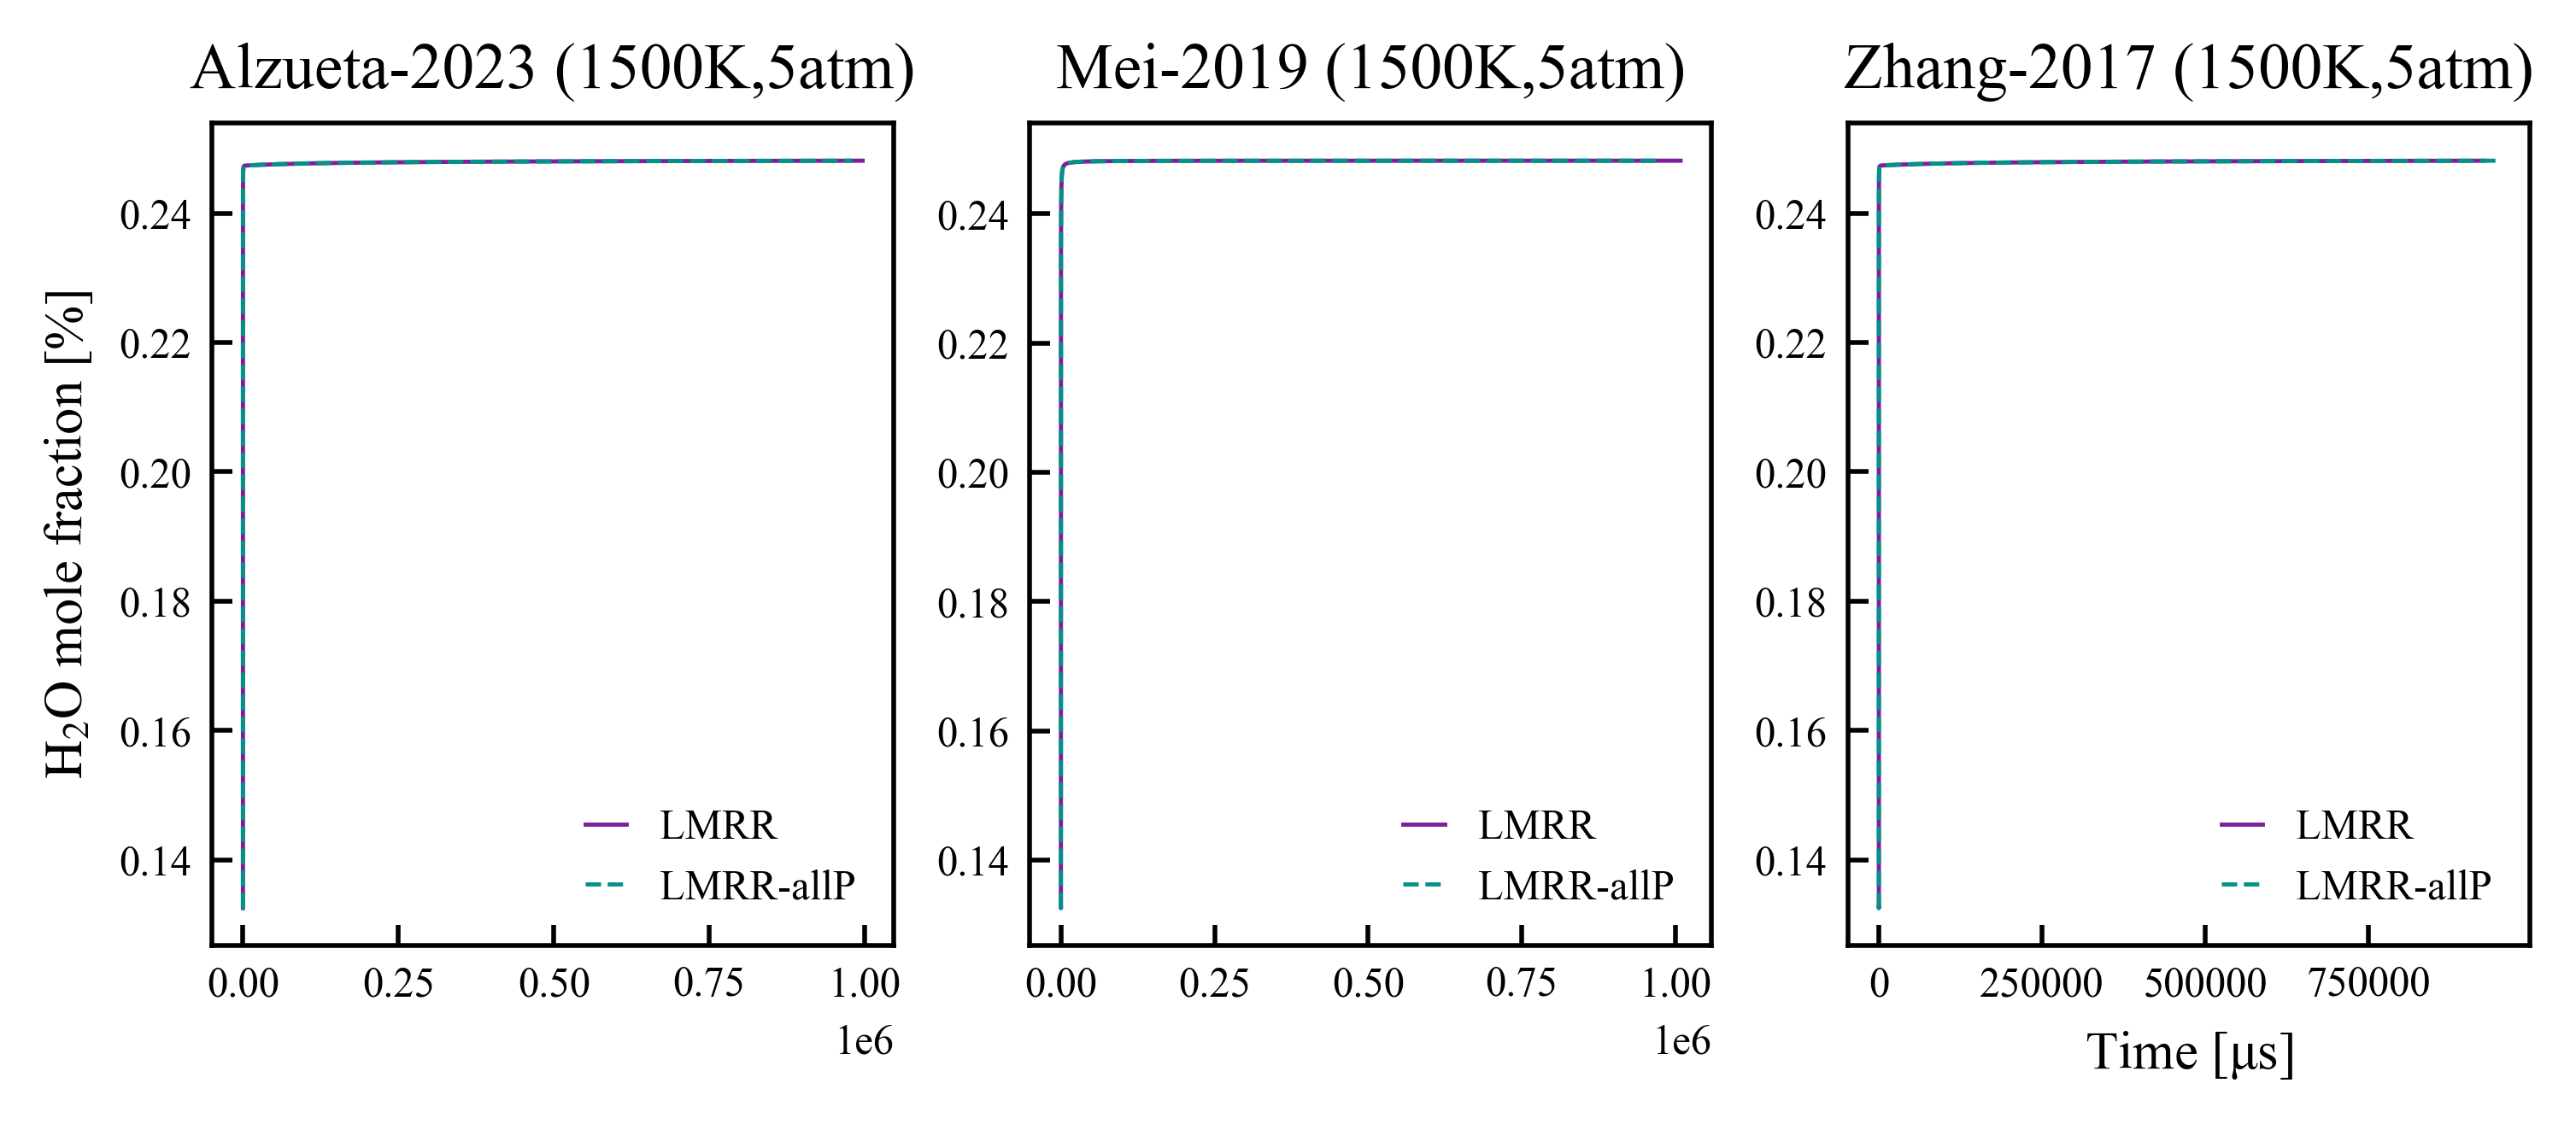 Alzueta-2023 (1500K,5atm)
Mei-2019 (1500K,5atm)
Zhang-2017 (1500K,5atm)
H₂O mole fraction [%]
0.24
0.22
0.20
0.18
0.16
0.14
LMRR
LMRR-allP
0.00 0.25 0.50 0.75 1.00
1e6
0.24
0.22
0.20
0.18
0.16
0.14
LMRR
LMRR-allP
0.00 0.25 0.50 0.75 1.00
1e6
0.24
0.22
0.20
0.18
0.16
0.14
LMRR
LMRR-allP
0 250000 500000 750000
Time [μs]